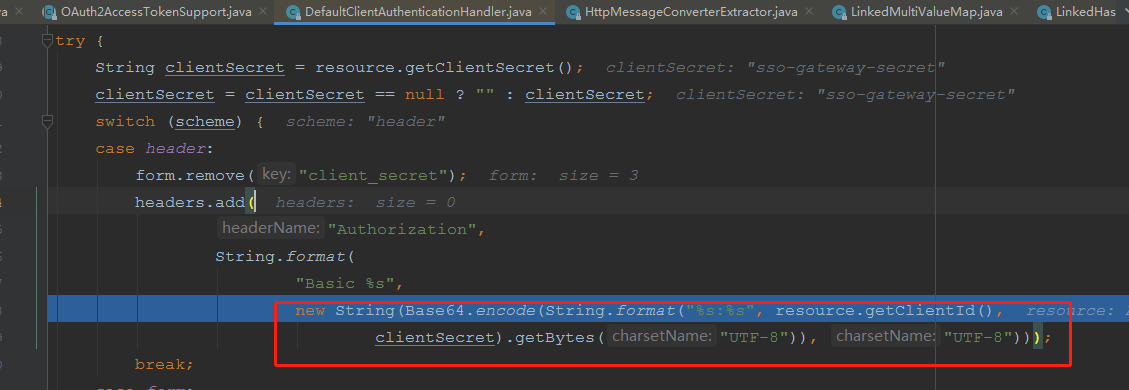 va × OAuth2AccessTokenSupport.java × DefaultClientAuthenticationHandler.java × HttpMessageConverterExtractor.java × LinkedMultiValueMap.java × LinkedHas
try {
String clientSecret = resource.getClientSecret(); clientSecret: "sso-gateway-secret"
clientSecret = clientSecret == null ? "" : clientSecret; clientSecret: "sso-gateway-secret"
switch (scheme) { scheme: "header"
case header:
form.remove( key: "client_secret"); form: size = 3
headers.add( headers: size = 0
headerName: "Authorization",
String.format(
"Basic %s",
new String(Base64.encode(String.format("%s:%s", resource.getClientId(), resource:
clientSecret).getBytes( charsetName: "UTF-8")), charsetName: "UTF-8")));
break;